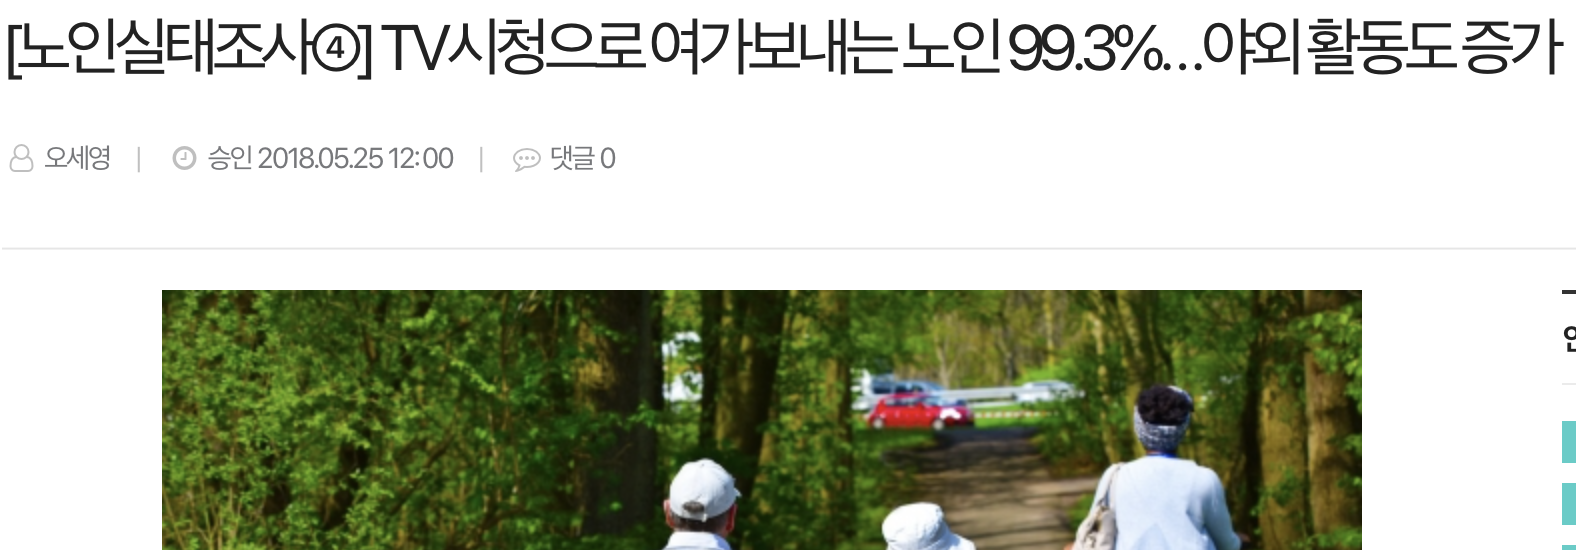 [노인실태조사④] TV시청으로 여가보내는 노인 99.3%…야외 활동도 증가
오세영 | 승인 2018.05.25 12:00 | 댓글 0